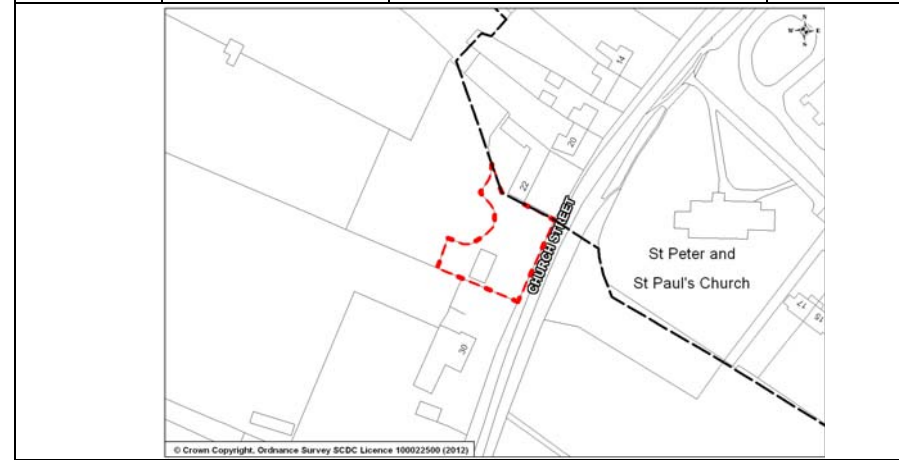 N
W E
S
14
20
22
CHURCH STREET
St Peter and
St Paul's Church
17
15
30
© Crown Copyright, Ordnance Survey SCDC Licence 100022500 (2012)